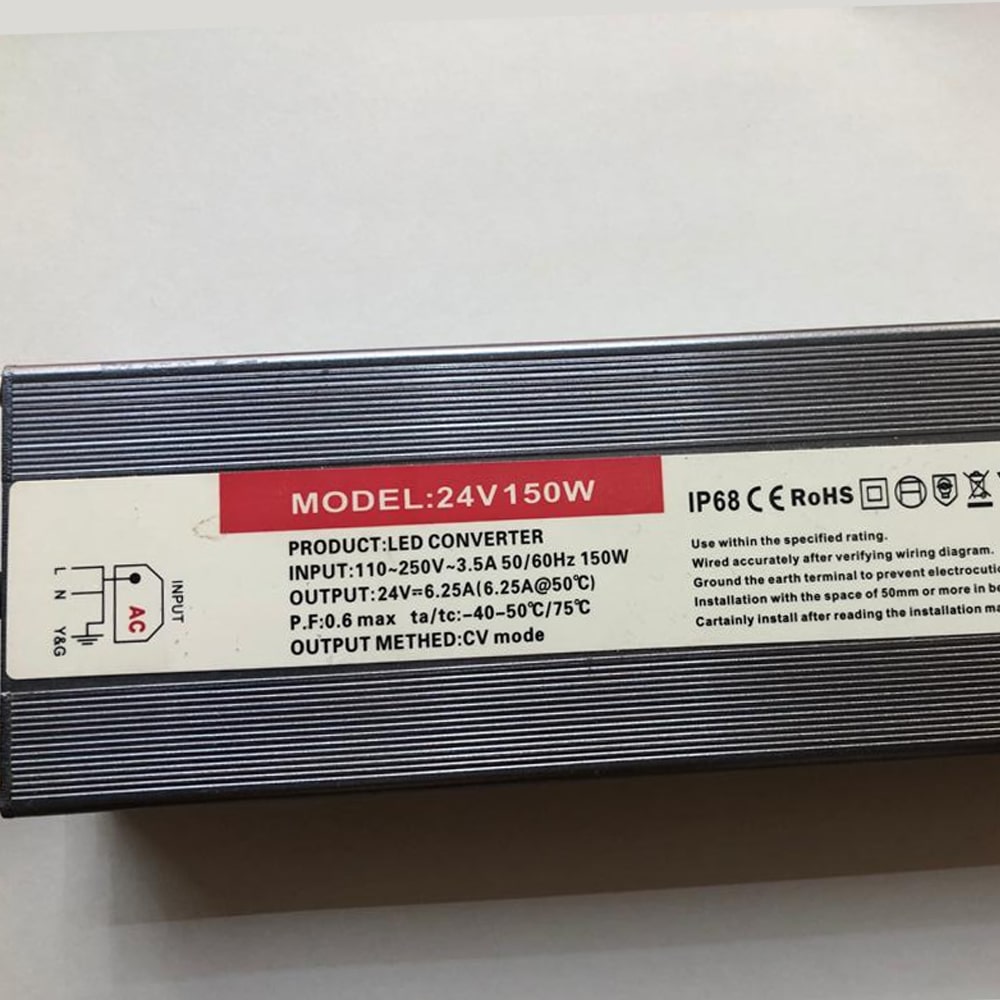 MODEL:24V150W
PRODUCT:LED CONVERTER
INPUT:110~250V~3.5A 50/60Hz 150W
OUTPUT:24V⎓6.25A(6.25A@50℃)
P.F:0.6 max ta/tc:-40-50℃/75℃
OUTPUT METHED:CV mode
IP68 CE RoHS
Use within the specified rating.
Wired accurately after verifying wiring diagram.
Ground the earth terminal to prevent electrocuti
Installation with the space of 50mm or more in be
Cartainly install after reading the installation ma
L
N
Y&G
AC
INPUT